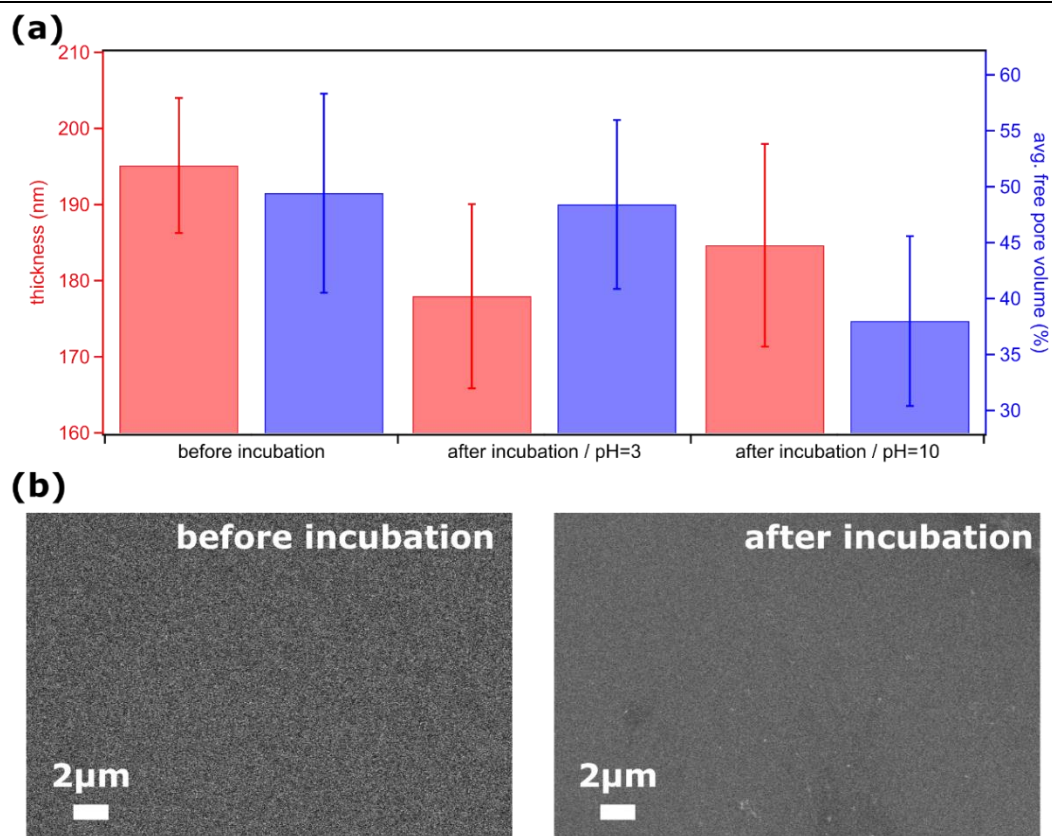 (a)
210
200
190
180
170
160
thickness (nm)
60
55
50
45
40
35
30
avg. free pore volume (%)
before incubation
after incubation / pH=3
after incubation / pH=10
(b)
before incubation
2μm
after incubation
2μm